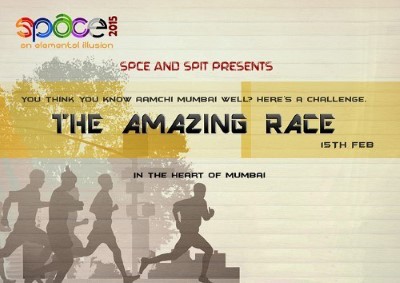 space
2015
an elemental illusion
SPCE AND SPIT PRESENTS
YOU THINK YOU KNOW AAMCHI MUMBAI WELL? HERE'S A CHALLENGE.
THE AMAZING RACE
15TH FEB
IN THE HEART OF MUMBAI